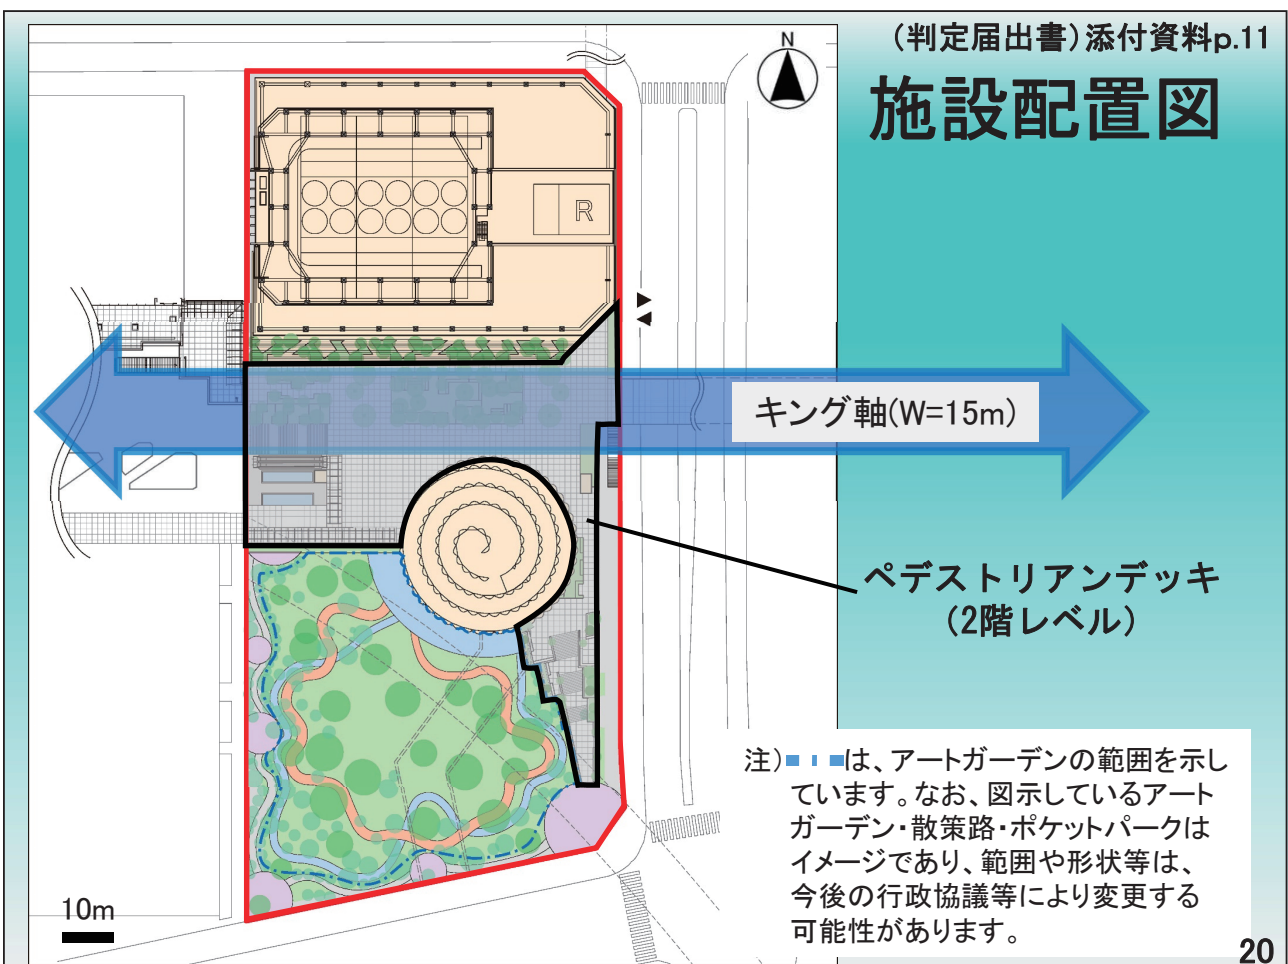 (判定届出書)添付資料p.11
施設配置図
N
R
キング軸(W=15m)
ペデストリアンデッキ
(2階レベル)
注)　は、アートガーデンの範囲を示し
ています。なお、図示しているアート
ガーデン・散策路・ポケットパークは
イメージであり、範囲や形状等は、
今後の行政協議等により変更する
可能性があります。
10m
20